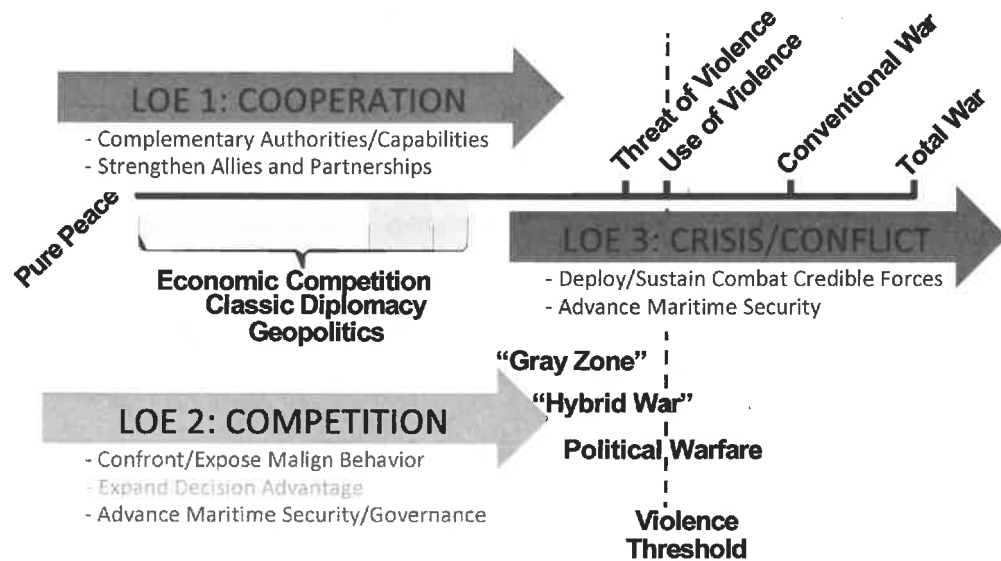 LOE 1: COOPERATION
- Complementary Authorities/Capabilities
- Strengthen Allies and Partnerships
Threat of Violence
Use of Violence
Conventional War
Total War
Pure Peace
Economic Competition
Classic Diplomacy
Geopolitics
LOE 3: CRISIS/CONFLICT
- Deploy/Sustain Combat Credible Forces
- Advance Maritime Security
"Gray Zone"
"Hybrid War"
Political Warfare
LOE 2: COMPETITION
- Confront/Expose Malign Behavior
- Expand Decision Advantage
- Advance Maritime Security/Governance
Violence
Threshold